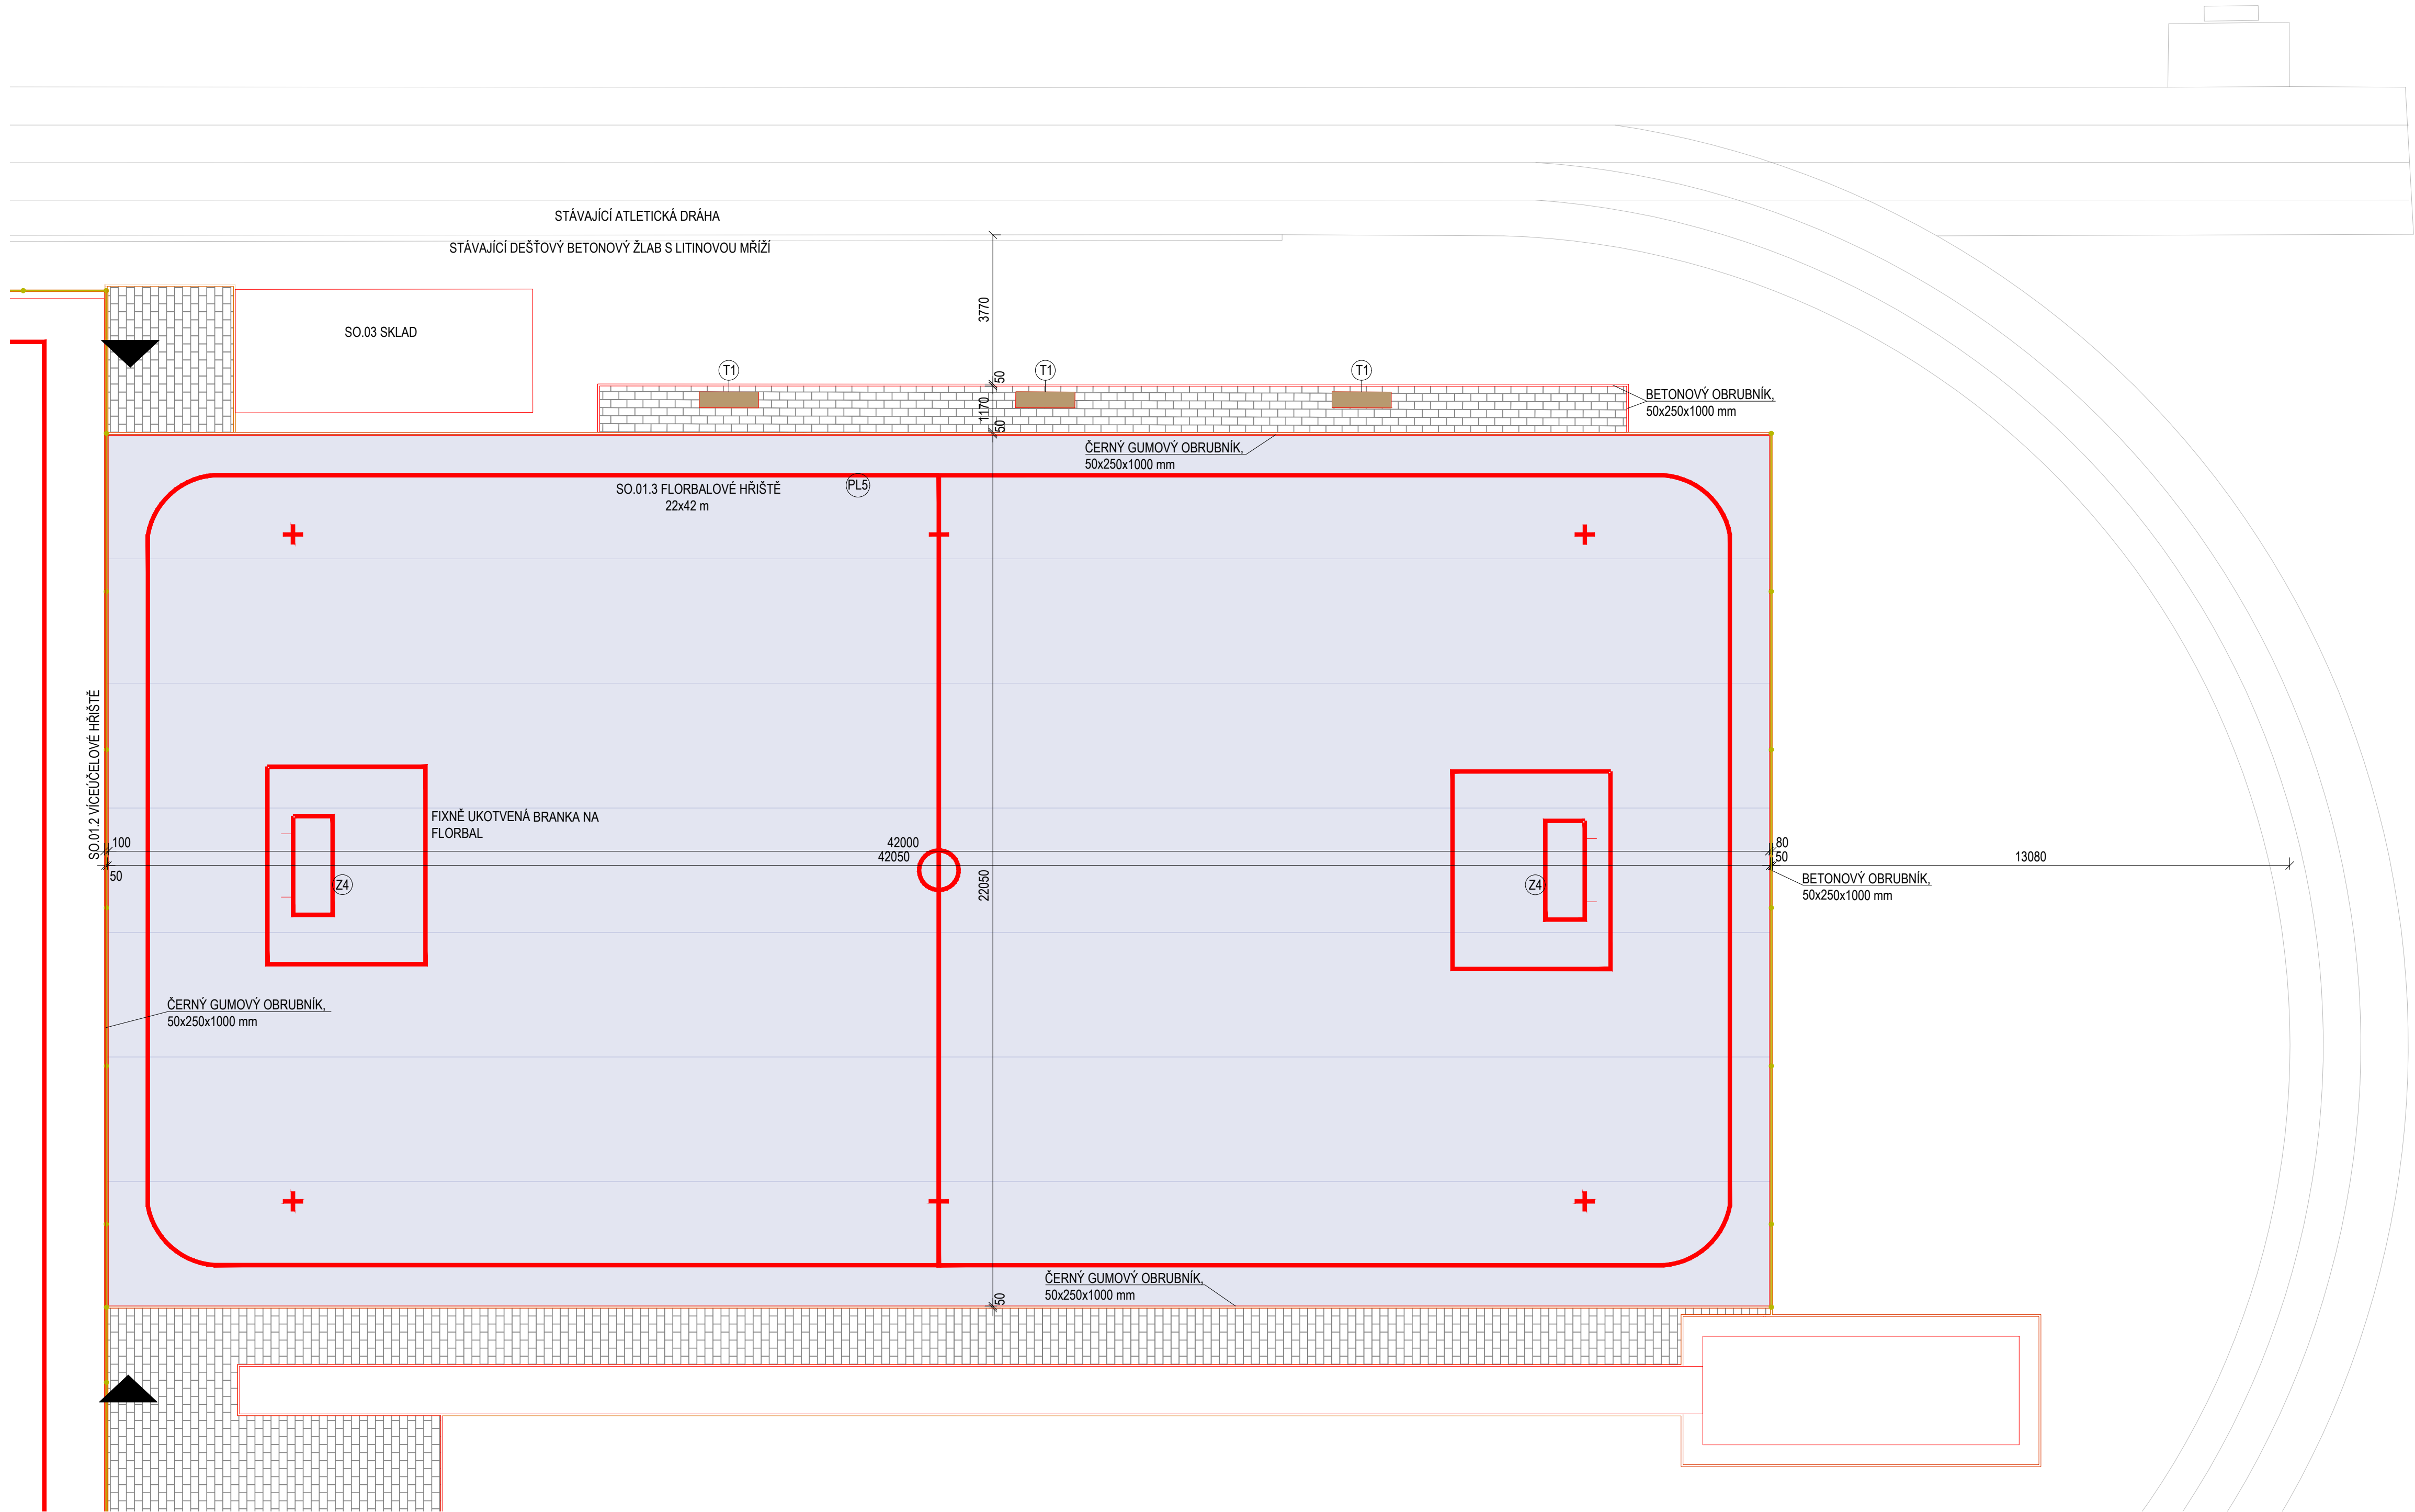 STÁVAJÍCÍ ATLETICKÁ DRÁHA
STÁVAJÍCÍ DEŠŤOVÝ BETONOVÝ ŽLAB S LITINOVOU MŘÍŽÍ
3770
SO.03 SKLAD
T1
T1
T1
50
1170
50
BETONOVÝ OBRUBNÍK,
50x250x1000 mm
ČERNÝ GUMOVÝ OBRUBNÍK,
50x250x1000 mm
SO.01.3 FLORBALOVÉ HŘIŠTĚ
22x42 m
PL5
SO.01.2 VÍCEÚČELOVÉ HŘIŠTĚ
FIXNĚ UKOTVENÁ BRANKA NA
FLORBAL
100
42000
80
42050
50
13080
50
Z4
22050
Z4
BETONOVÝ OBRUBNÍK,
50x250x1000 mm
ČERNÝ GUMOVÝ OBRUBNÍK,
50x250x1000 mm
ČERNÝ GUMOVÝ OBRUBNÍK,
50x250x1000 mm
50